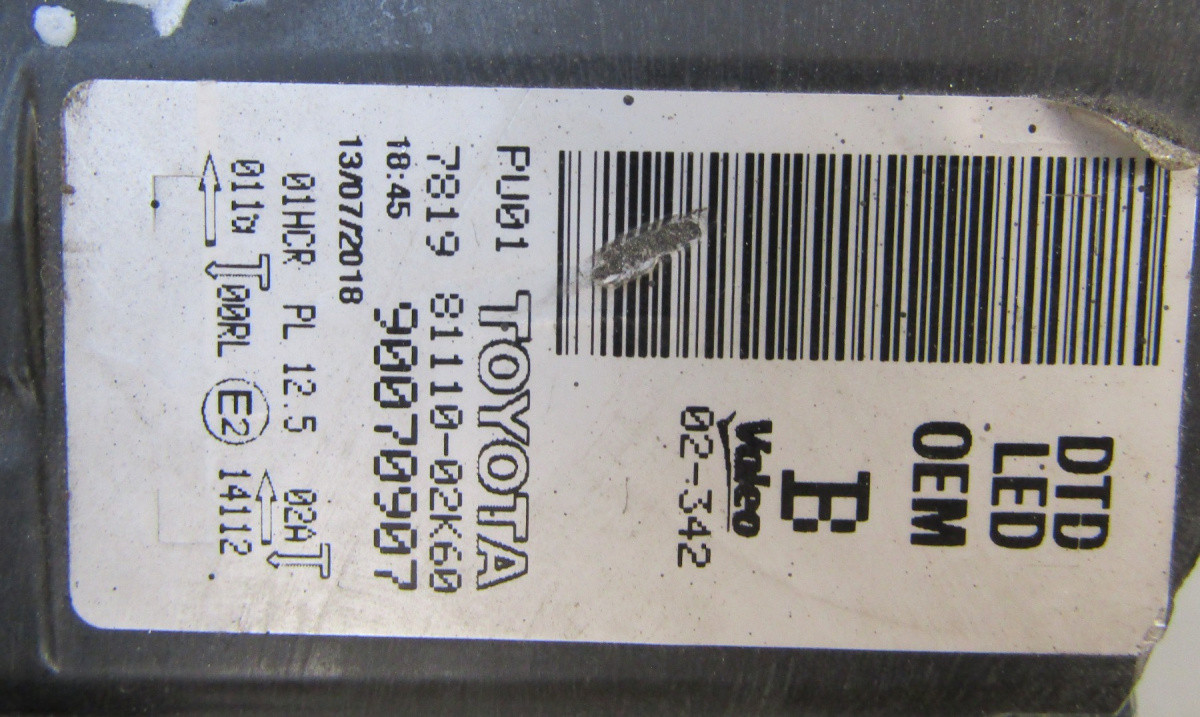 DTD
LED
OEM
B
Valeo
02-342
PU01 TOYOTA
7819 81110-02K60
18:45 90070907
13/07/2018
01HCR PL 12.5 02A
00RL E2 14112